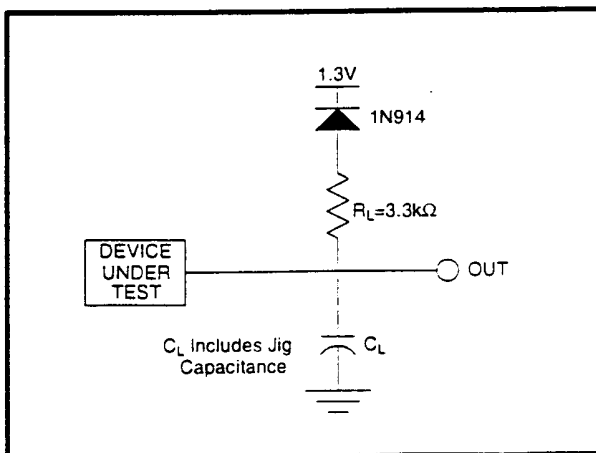 1.3V
1N914
R_L=3.3kΩ
DEVICE
UNDER
TEST
OUT
C_L Includes Jig
Capacitance
C_L